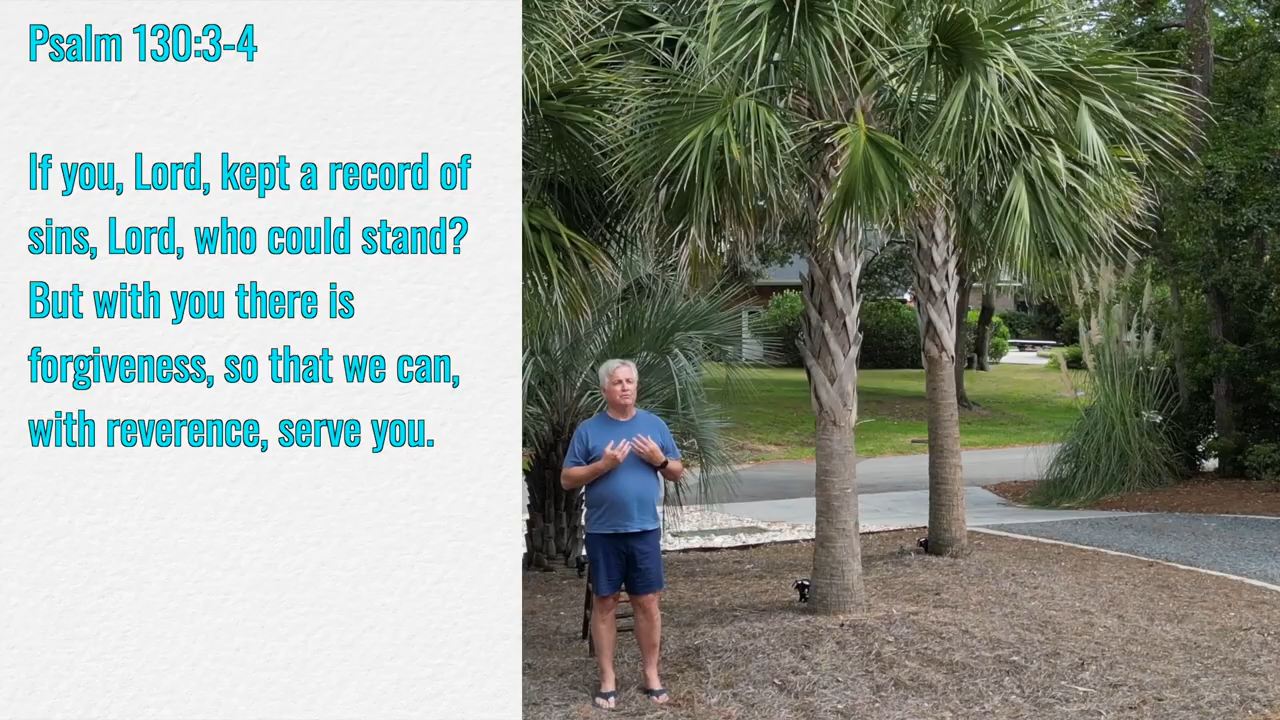 Psalm 130:3-4
If you, Lord, kept a record of
sins, Lord, who could stand?
But with you there is
forgiveness, so that we can,
with reverence, serve you.